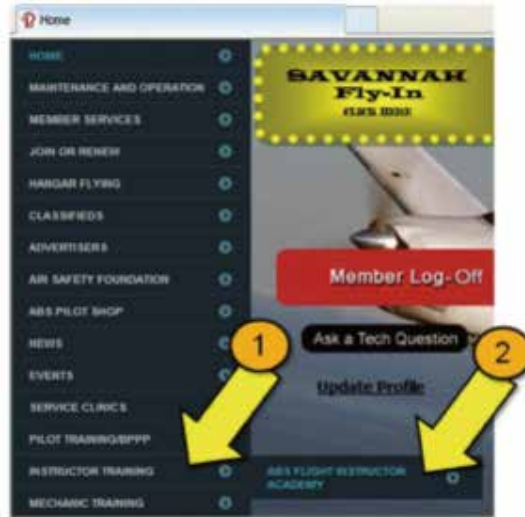 Home
HOME
MAINTENANCE AND OPERATION
MEMBER SERVICES
JOIN OR RENEW
HANGAR FLYING
CLASSIFIEDS
ADVERTISERS
AIR SAFETY FOUNDATION
ABS PILOT SHOP
NEWS
EVENTS
SERVICE CLINICS
PILOT TRAINING/BPPP
INSTRUCTOR TRAINING
MECHANIC TRAINING
SAVANNAH
Fly-In
CLICK HERE
Member Log-Off
Ask a Tech Question
Update Profile
1
2
ABS FLIGHT INSTRUCTOR
ACADEMY